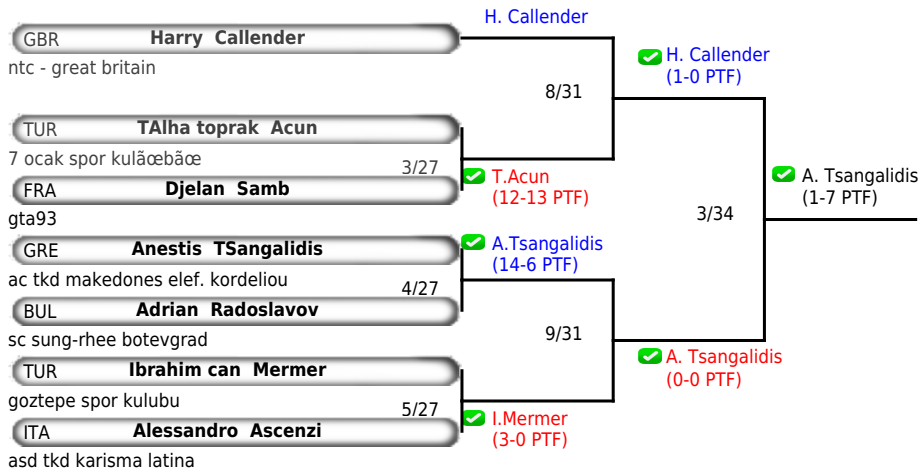 H. Callender
GBR Harry Callender
ntc - great britain
H. Callender
(1-0 PTF)
8/31
TUR TAlha toprak Acun
7 ocak spor kulãœbãœ
3/27
T.Acun
(12-13 PTF)
FRA Djelan Samb
gta93
A. Tsangalidis
(1-7 PTF)
3/34
GRE Anestis TSangalidis
ac tkd makedones elef. kordeliou
A.Tsangalidis
(14-6 PTF)
4/27
BUL Adrian Radoslavov
sc sung-rhee botevgrad
9/31
A. Tsangalidis
(0-0 PTF)
TUR Ibrahim can Mermer
goztepe spor kulubu
5/27
I.Mermer
(3-0 PTF)
ITA Alessandro Ascenzi
asd tkd karisma latina